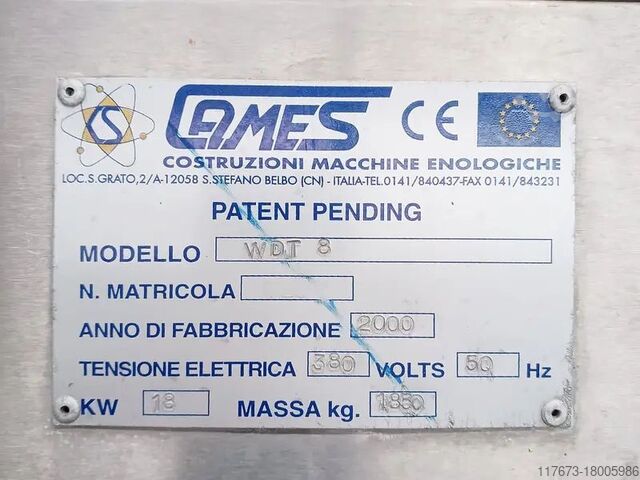 CS
CAMES CE
COSTRUZIONI MACCHINE ENOLOGICHE
LOC.S.GRATO,2/A-12058 S.STEFANO BELBO (CN) - ITALIA-TEL.0141/840437-FAX 0141/843231
PATENT PENDING
MODELLO WDT 8
N. MATRICOLA
ANNO DI FABBRICAZIONE 2000
TENSIONE ELETTRICA 380 VOLTS 50 Hz
KW 18 MASSA kg. 1850
117673-18005986